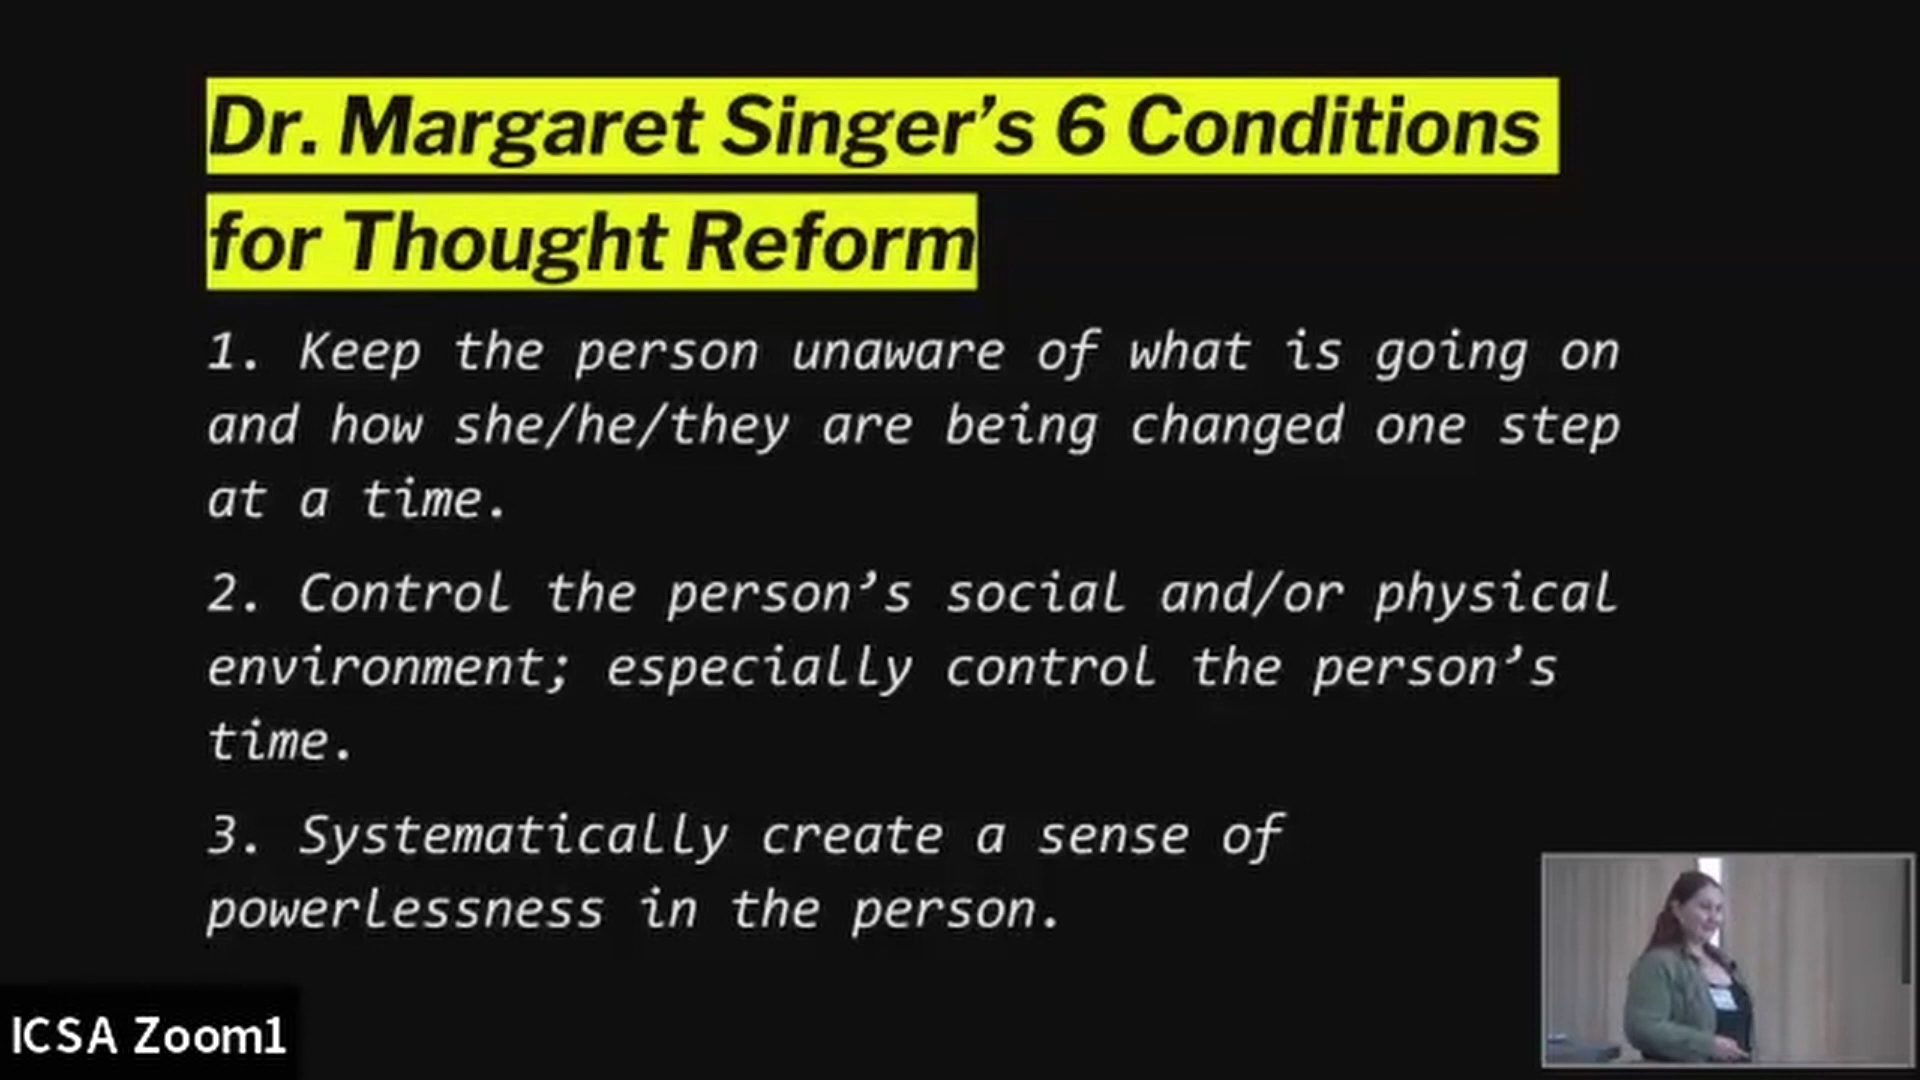 Dr. Margaret Singer’s 6 Conditions
for Thought Reform
1. Keep the person unaware of what is going on
and how she/he/they are being changed one step
at a time.
2. Control the person’s social and/or physical
environment; especially control the person’s
time.
3. Systematically create a sense of
powerlessness in the person.
ICSA Zoom1